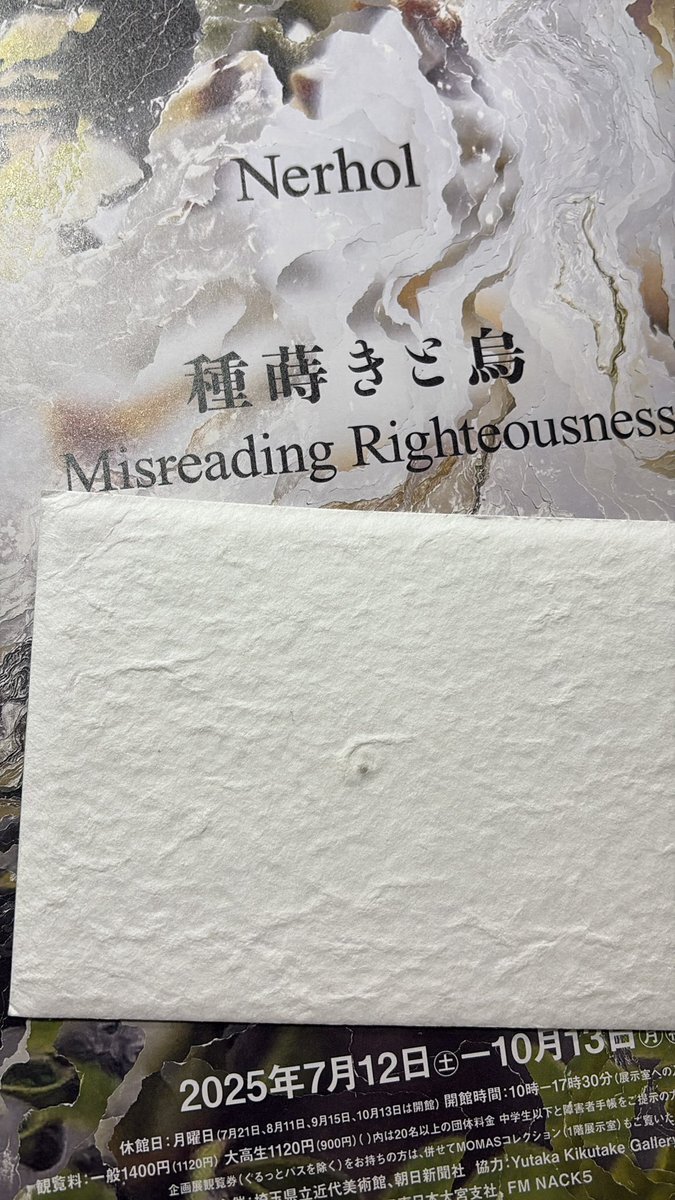 Nerhol
種蒔きと鳥
Misreading Righteousness
2025年7月12日㊏—10月13日㊊
休館日：月曜日(7月21日、8月11日、9月15日、10月13日は開館) 開館時間：10時—17時30分(展示室への
観覧料：一般1400円(1120円) 大高生1120円(900円) ( )内は20名以上の団体料金 中学生以下と障害者手帳をご提示の
企画展観覧券(ぐるっとパスを除く)をお持ちの方は、併せてMOMASコレクション(1階展示室)もご覧いた
埼玉県立近代美術館、朝日新聞社 協力：Yutaka Kikutake Gallery
日本大宮支社、FM NACK5